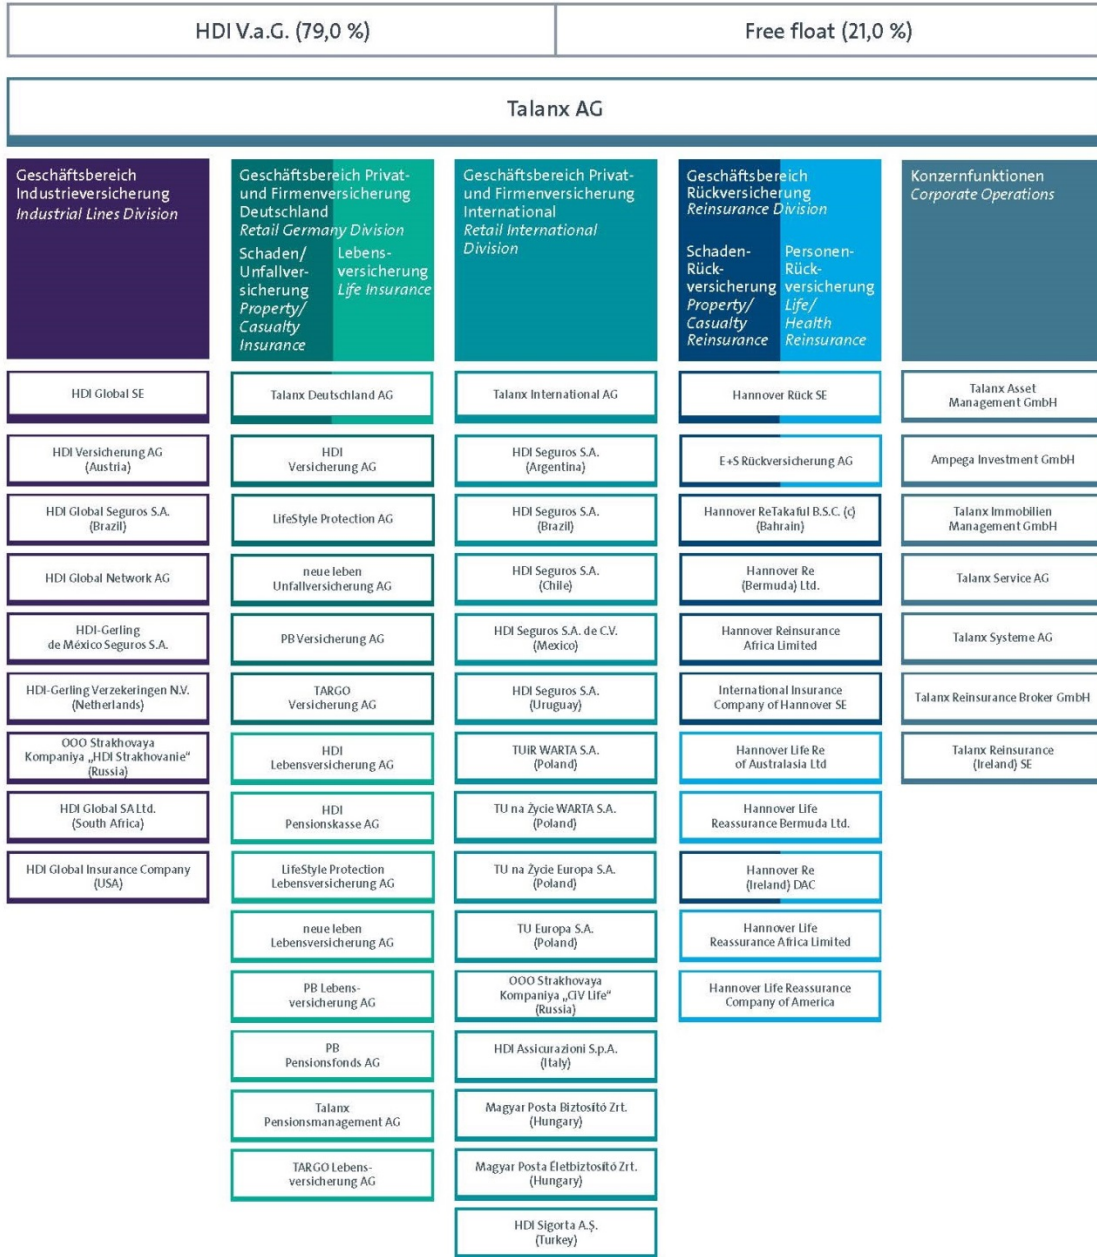 HDI V.a.G. (79,0 %)
Free float (21,0 %)
Talanx AG
Geschäftsbereich
Industrieversicherung
Industrial Lines Division
HDI Global SE
HDI Versicherung AG
(Austria)
HDI Global Seguros S.A.
(Brazil)
HDI Global Network AG
HDI-Gerling
de México Seguros S.A.
HDI-Gerling Verzekeringen N.V.
(Netherlands)
OOO Strakhovaya
Kompaniya „HDI Strakhovanie“
(Russia)
HDI Global SA Ltd.
(South Africa)
HDI Global Insurance Company
(USA)
Geschäftsbereich Privat-
und Firmenversicherung
Deutschland
Retail Germany Division
Schaden/
Unfallver-
sicherung
Property/
Casualty
Insurance
Lebens-
versicherung
Life Insurance
Talanx Deutschland AG
HDI
Versicherung AG
LifeStyle Protection AG
neue leben
Unfallversicherung AG
PB Versicherung AG
TARGO
Versicherung AG
HDI
Lebensversicherung AG
HDI
Pensionskasse AG
LifeStyle Protection
Lebensversicherung AG
neue leben
Lebensversicherung AG
PB Lebens-
versicherung AG
PB
Pensionsfonds AG
Talanx
Pensionsmanagement AG
TARGO Lebens-
versicherung AG
Geschäftsbereich Privat-
und Firmenversicherung
International
Retail International
Division
Talanx International AG
HDI Seguros S.A.
(Argentina)
HDI Seguros S.A.
(Brazil)
HDI Seguros S.A.
(Chile)
HDI Seguros S.A. de C.V.
(Mexico)
HDI Seguros S.A.
(Uruguay)
TUiR WARTA S.A.
(Poland)
TU na Życie WARTA S.A.
(Poland)
TU na Życie Europa S.A.
(Poland)
TU Europa S.A.
(Poland)
OOO Strakhovaya
Kompaniya „CiV Life“
(Russia)
HDI Assicurazioni S.p.A.
(Italy)
Magyar Posta Biztosító Zrt.
(Hungary)
Magyar Posta Életbiztosító Zrt.
(Hungary)
HDI Sigorta A.Ş.
(Turkey)
Geschäftsbereich
Rückversicherung
Reinsurance Division
Schaden-
Rück-
versicherung
Property/
Casualty
Reinsurance
Personen-
Rück-
versicherung
Life/
Health
Reinsurance
Hannover Rück SE
E+S Rückversicherung AG
Hannover ReTakaful B.S.C. (c)
(Bahrain)
Hannover Re
(Bermuda) Ltd.
Hannover Reinsurance
Africa Limited
International Insurance
Company of Hannover SE
Hannover Life Re
of Australasia Ltd
Hannover Life
Reassurance Bermuda Ltd.
Hannover Re
(Ireland) DAC
Hannover Life
Reassurance Africa Limited
Hannover Life Reassurance
Company of America
Konzernfunktionen
Corporate Operations
Talanx Asset
Management GmbH
Ampega Investment GmbH
Talanx Immobilien
Management GmbH
Talanx Service AG
Talanx Systeme AG
Talanx Reinsurance Broker GmbH
Talanx Reinsurance
(Ireland) SE